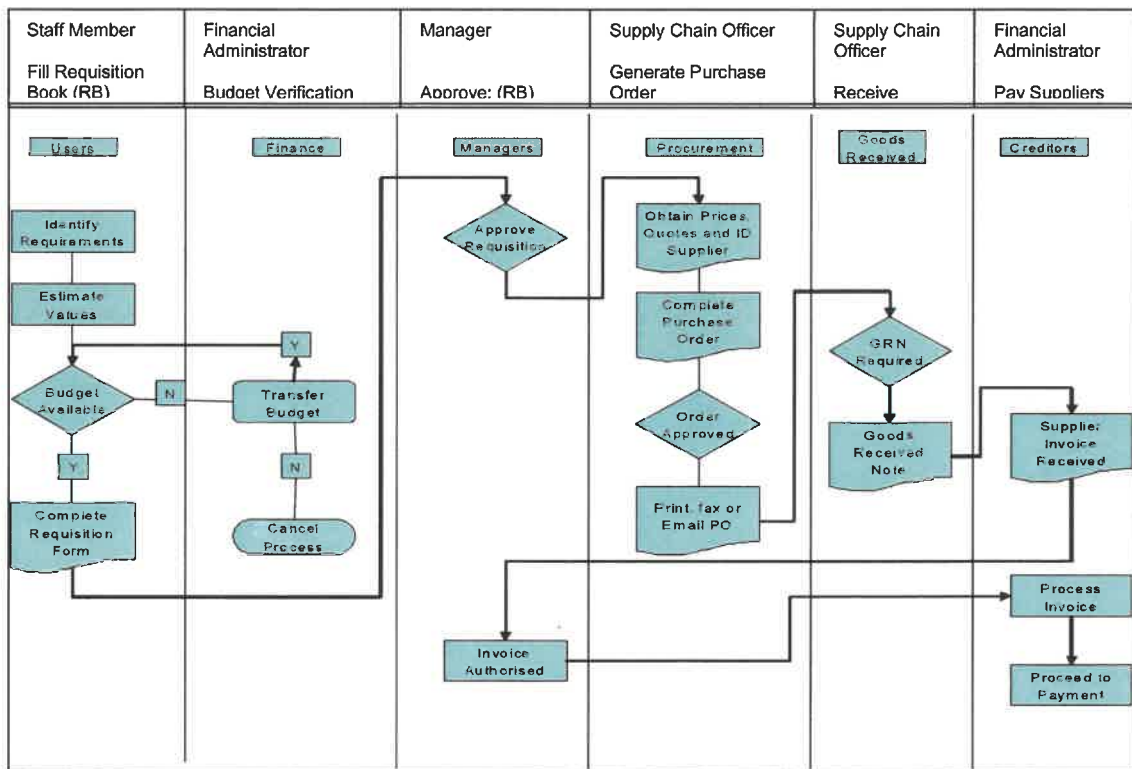 Staff Member
Fill Requisition
Book (RB)
Financial
Administrator
Budget Verification
Manager
Approve: (RB)
Supply Chain Officer
Generate Purchase
Order
Supply Chain
Officer
Receive
Financial
Administrator
Pay Suppliers
Users
Finance
Managers
Procurement
Goods
Received
Creditors
Identify
Requirements
Estimate
Values
Budget
Available
N
Y
Complete
Requisition
Form
Y
Transfer
Budget
N
Cancel
Process
Approve
Requisition
Invoice
Authorised
Obtain Prices,
Quotes and ID
Supplier
Complete
Purchase
Order
Order
Approved
Print, fax or
Email PO
GRN
Required
Goods
Received
Note
Supplier
Invoice
Received
Process
Invoice
Proceed to
Payment